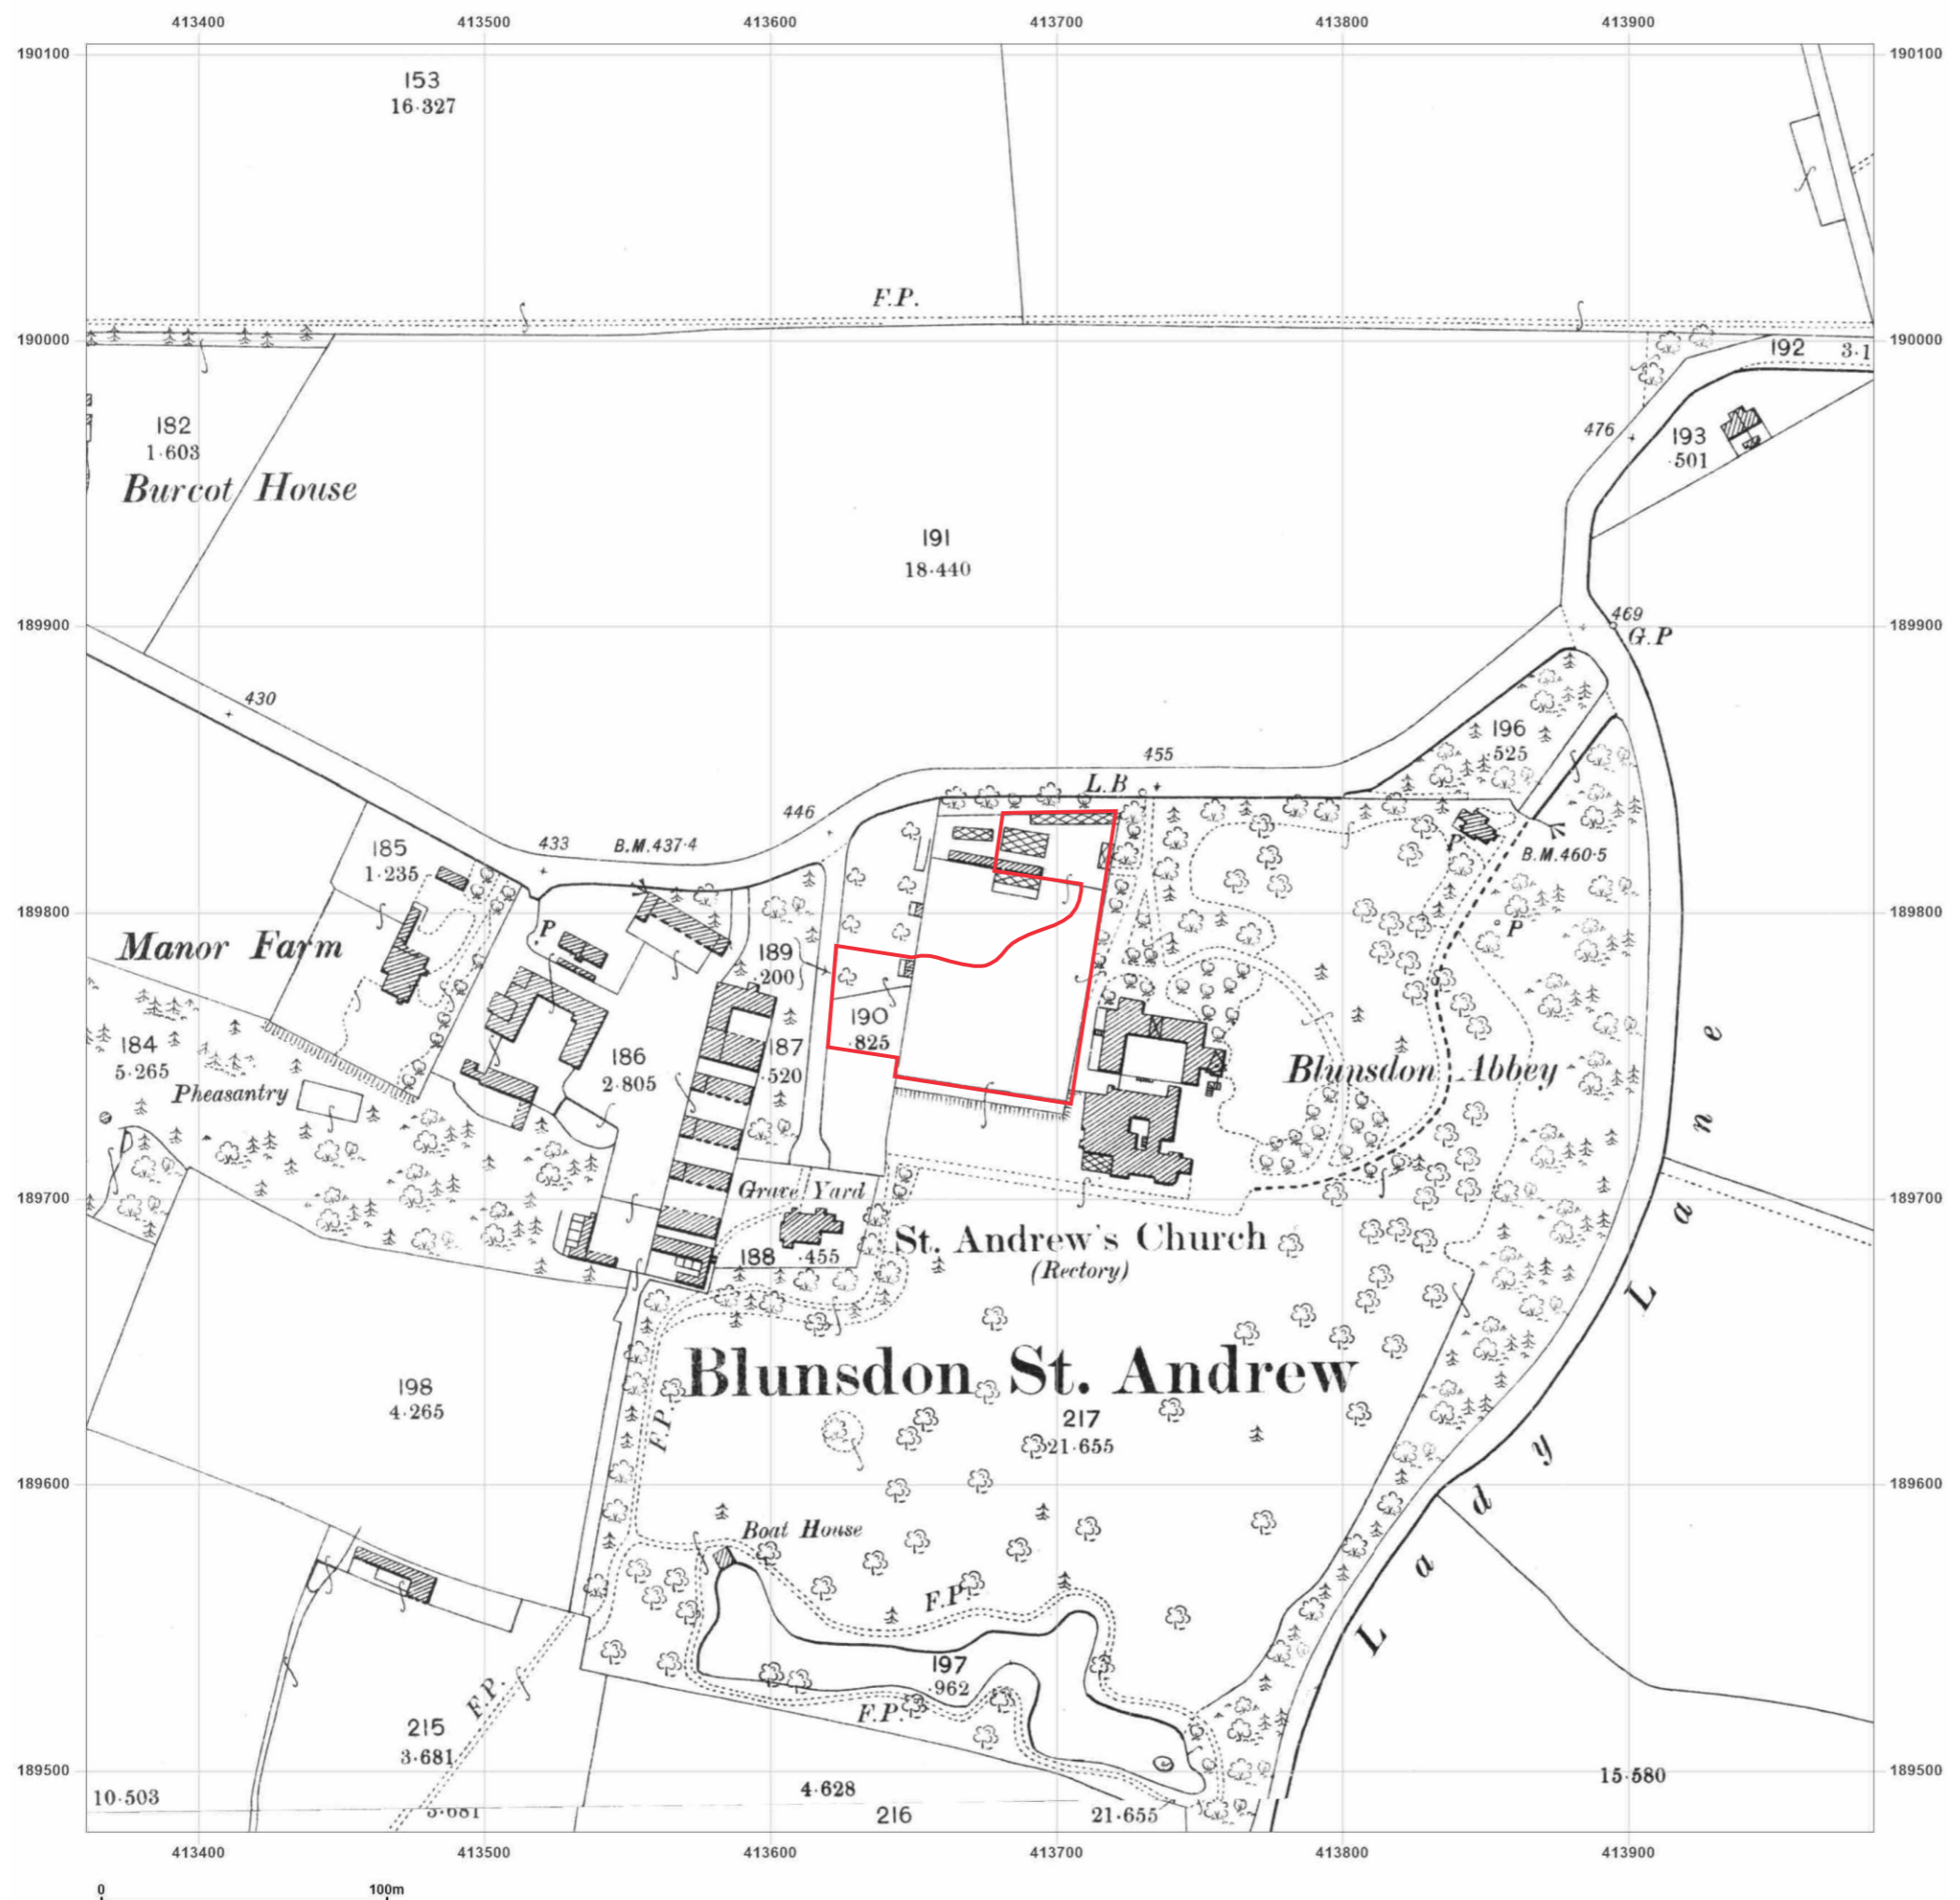 413400 413500 413600 413700 413800 413900
190100 190100
153
16·327
F.P.
190000 190000
192 3·1
182
1·603
476
193
·501
Burcot House
191
18·440
469
189900 G.P 189900
430
196
·525
455
L.B
446
433 B.M.437·4
185
1·235
P
B.M.460·5
189800 189800
P
P
Manor Farm
189
·200
190
·825
184
5·265
186
2·805
187
·520
Blunsdon Abbey
Pheasantry
189700 189700
Grave Yard
188 ·455
St. Andrew's Church
(Rectory)
Blunsdon St. Andrew
198
4·265
F.P.
217
21·655
189600 189600
Boat House
F.P.
Lady Lane
197
·962
F.P.
F.P.
215
3·681
189500 189500
10·503
4·628
15·580
3·681
216
21·655
413400 413500 413600 413700 413800 413900
0 100m